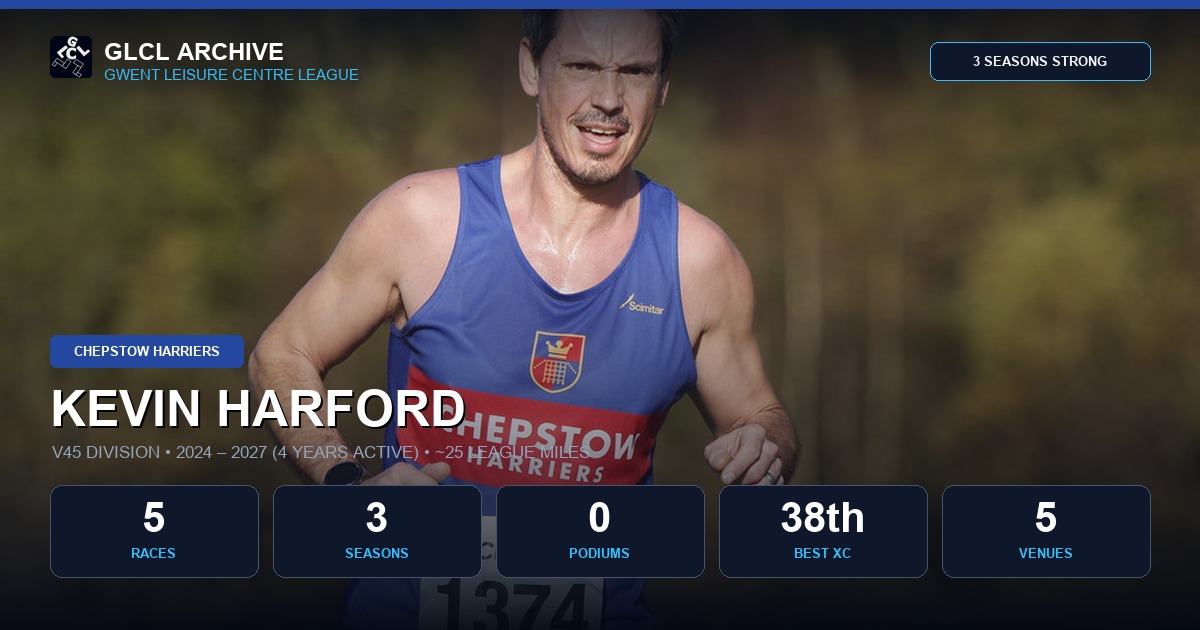 GLCL ARCHIVE
GWENT LEISURE CENTRE LEAGUE
3 SEASONS STRONG
Scimitar
CHEPSTOW HARRIERS
KEVIN HARFORD
CHEPSTOW
HARRIERS
V45 DIVISION • 2024 – 2027 (4 YEARS ACTIVE) • ~25 LEAGUE MILES
5
RACES
3
SEASONS
0
PODIUMS
38th
BEST XC
5
VENUES
1374